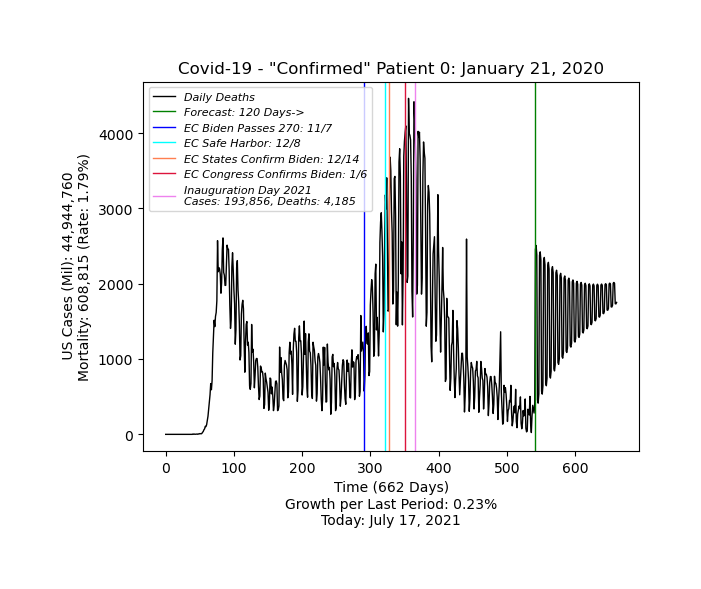 Covid-19 - "Confirmed" Patient 0: January 21, 2020
Daily Deaths
Forecast: 120 Days->
EC Biden Passes 270: 11/7
EC Safe Harbor: 12/8
EC States Confirm Biden: 12/14
EC Congress Confirms Biden: 1/6
Inauguration Day 2021
Cases: 193,856, Deaths: 4,185
US Cases (Mil): 44,944,760
Mortality: 608,815 (Rate: 1.79%)
4000
3000
2000
1000
0
0 100 200 300 400 500 600
Time (662 Days)
Growth per Last Period: 0.23%
Today: July 17, 2021